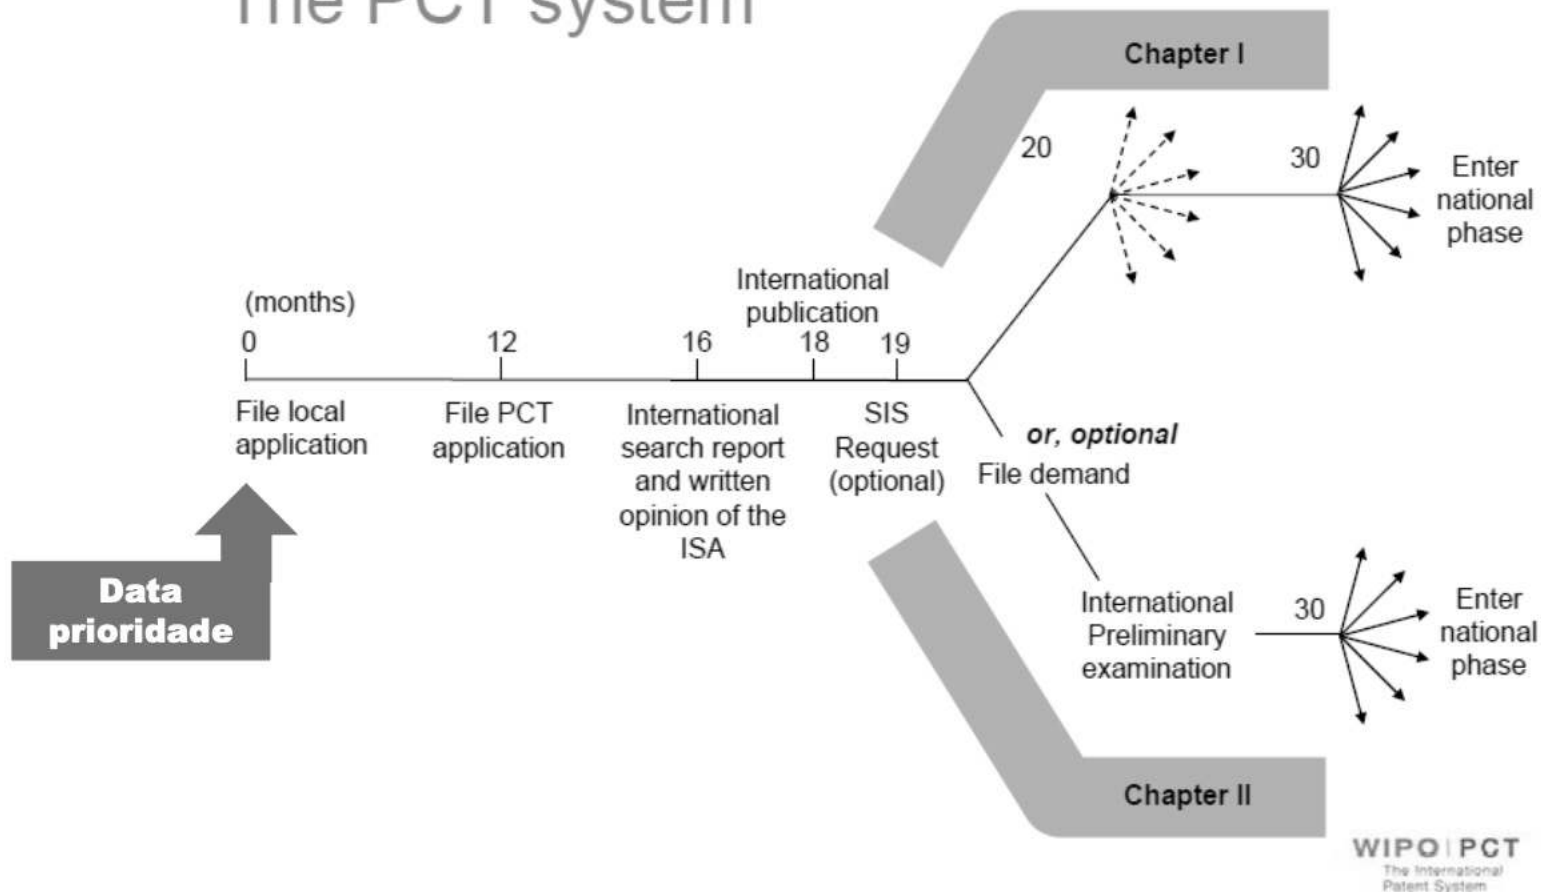 The PCT system
Chapter I
20
30
Enter
national
phase
International
publication
(months)
0
12
16
18
19
File local
application
File PCT
application
International
search report
and written
opinion of the
ISA
SIS
Request
(optional)
or, optional
File demand
Data
prioridade
International
Preliminary
examination
30
Enter
national
phase
Chapter II
WIPO | PCT
The International
Patent System